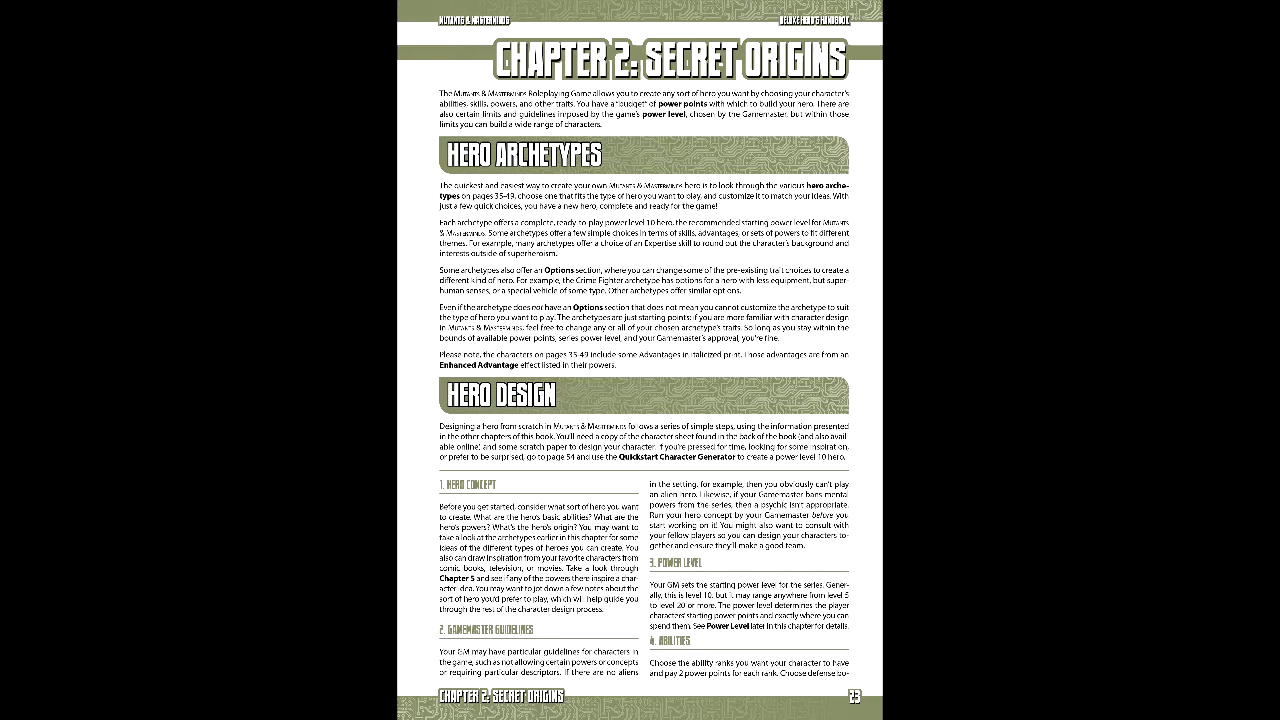 MUTANTS & MASTERMINDS
DELUXE HERO'S HANDBOOK
CHAPTER 2: SECRET ORIGINS
The Mutants & Masterminds Roleplaying Game allows you to create any sort of hero you want by choosing your character's
abilities, skills, powers, and other traits. You have a "budget" of power points with which to build your hero. There are
also certain limits and guidelines imposed by the game's power level, chosen by the Gamemaster, but within those
limits you can build a wide range of characters.
HERO ARCHETYPES
The quickest and easiest way to create your own Mutants & Masterminds hero is to look through the various hero arche-
types on pages 35-49, choose one that fits the type of hero you want to play, and customize it to match your ideas. With
just a few quick choices, you have a new hero, complete and ready for the game!
Each archetype offers a complete, ready-to-play power level 10 hero, the recommended starting power level for Mutants
& Masterminds. Some archetypes offer a few simple choices in terms of skills, advantages, or sets of powers to fit different
themes. For example, many archetypes offer a choice of an Expertise skill to round out the character's background and
interests outside of superheroism.
Some archetypes also offer an Options section, where you can change some of the pre-existing trait choices to create a
different kind of hero. For example, the Crime Fighter archetype has options for a hero with less equipment, but super-
human senses, or a special vehicle of some type. Other archetypes offer similar options.
Even if the archetype does not have an Options section that does not mean you cannot customize the archetype to suit
the type of hero you want to play. The archetypes are just starting points; if you are more familiar with character design
in Mutants & Masterminds, feel free to change any or all of your chosen archetype's traits. So long as you stay within the
bounds of available power points, series power level, and your Gamemaster's approval, you're fine.
Please note, the characters on pages 35-49 include some Advantages in italicized print. Those advantages are from an
Enhanced Advantage effect listed in their powers.
HERO DESIGN
Designing a hero from scratch in Mutants & Masterminds follows a series of simple steps, using the information presented
in the other chapters of this book. You'll need a copy of the character sheet found in the back of the book (and also avail-
able online) and some scratch paper to design your character. If you're pressed for time, looking for some inspiration,
or prefer to be surprised, go to page 54 and use the Quickstart Character Generator to create a power level 10 hero.
1. HERO CONCEPT
Before you get started, consider what sort of hero you want
to create. What are the hero's basic abilities? What are the
hero's powers? What's the hero's origin? You may want to
take a look at the archetypes earlier in this chapter for some
ideas of the different types of heroes you can create. You
also can draw inspiration from your favorite characters from
comic books, television, or movies. Take a look through
Chapter 5 and see if any of the powers there inspire a char-
acter idea. You may want to jot down a few notes about the
sort of hero you'd prefer to play, which will help guide you
through the rest of the character design process.
2. GAMEMASTER GUIDELINES
Your GM may have particular guidelines for characters in
the game, such as not allowing certain powers or concepts
or requiring particular descriptors. If there are no aliens
in the setting, for example, then you obviously can't play
an alien hero. Likewise, if your Gamemaster bans mental
powers from the series, then a psychic isn't appropriate.
Run your hero concept by your Gamemaster before you
start working on it! You might also want to consult with
your fellow players so you can design your characters to-
gether and ensure they'll make a good team.
3. POWER LEVEL
Your GM sets the starting power level for the series. Gener-
ally, this is level 10, but it may range anywhere from level 5
to level 20 or more. The power level determines the player
characters' starting power points and exactly where you can
spend them. See Power Level later in this chapter for details.
4. ABILITIES
Choose the ability ranks you want your character to have
and pay 2 power points for each rank. Choose defense bo-
CHAPTER 2: SECRET ORIGINS
23